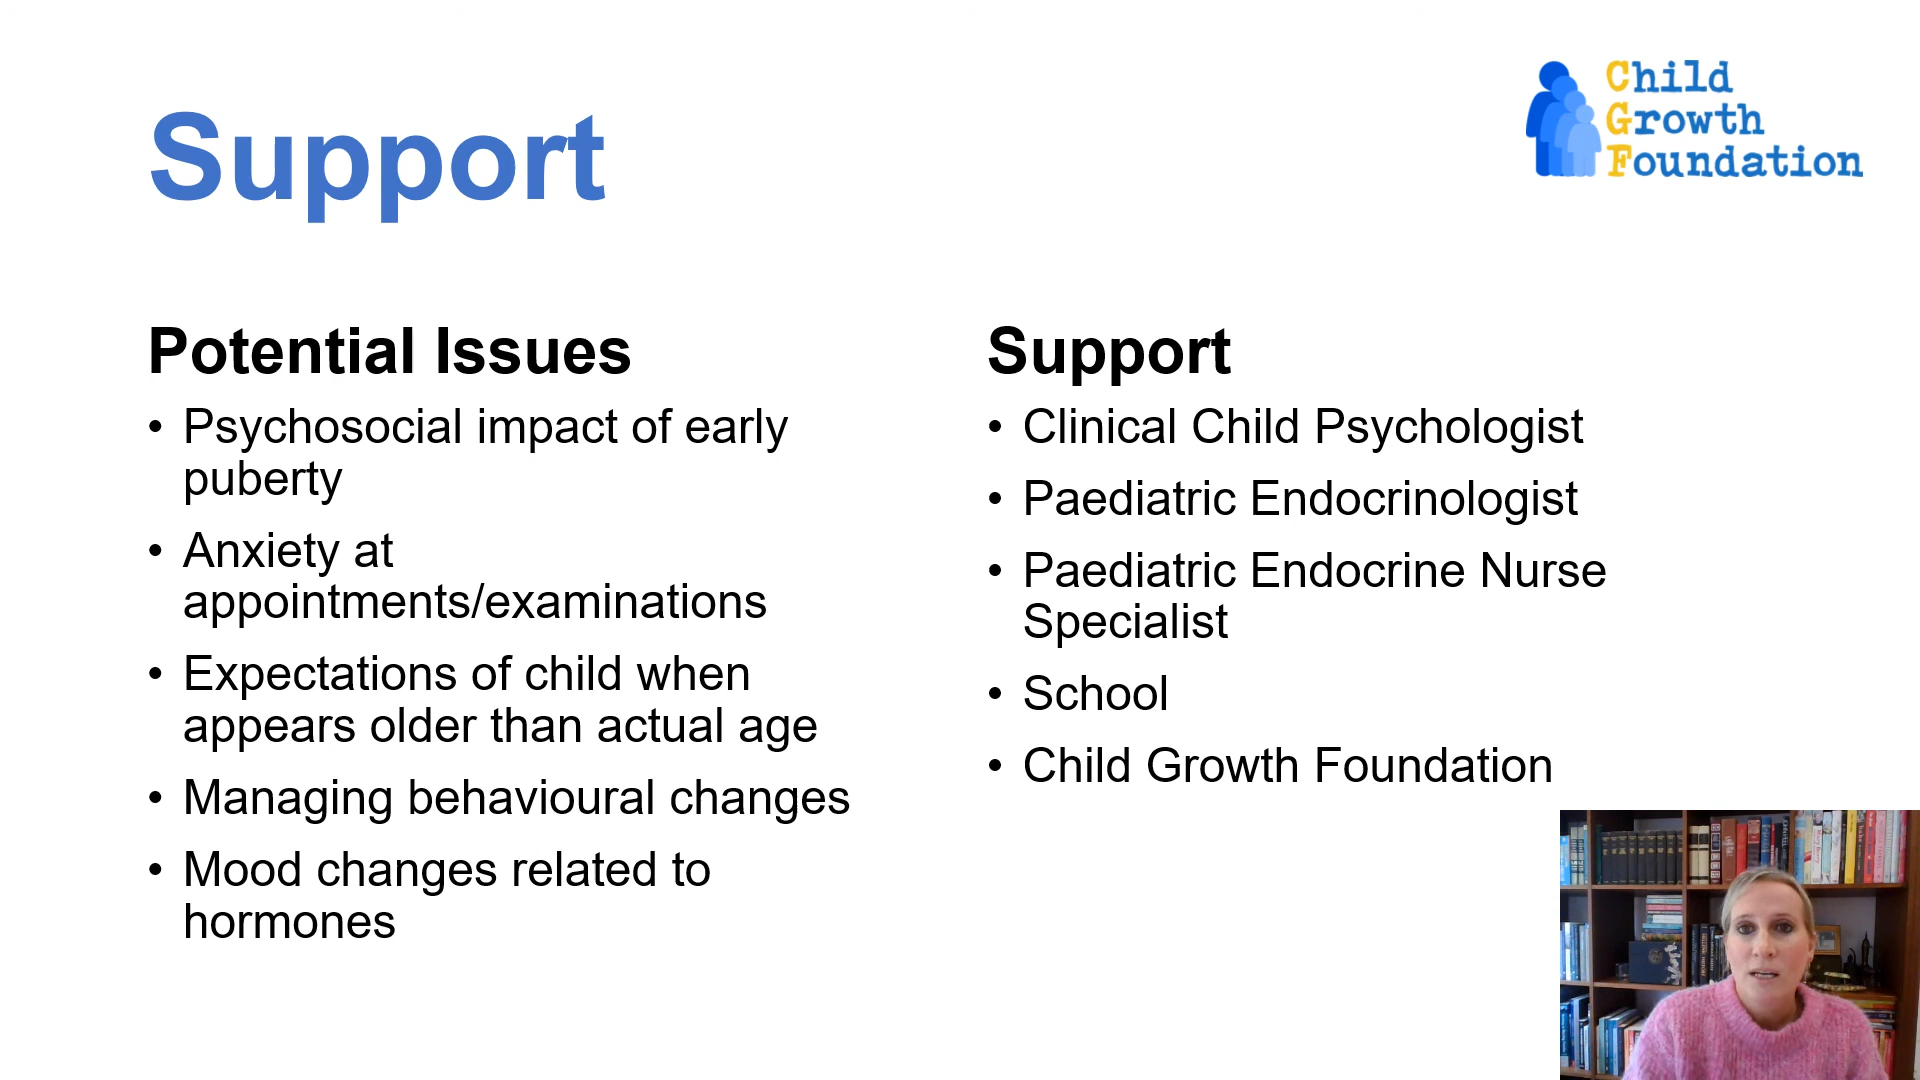 Support
Child
Growth
Foundation
Potential Issues
• Psychosocial impact of early
puberty
• Anxiety at
appointments/examinations
• Expectations of child when
appears older than actual age
• Managing behavioural changes
• Mood changes related to
hormones
Support
• Clinical Child Psychologist
• Paediatric Endocrinologist
• Paediatric Endocrine Nurse
Specialist
• School
• Child Growth Foundation